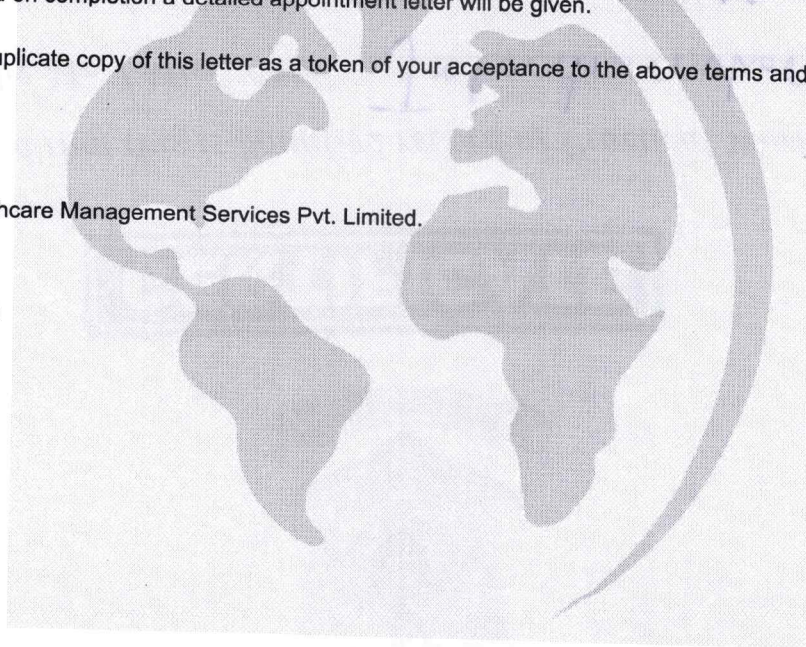 on completion a detailed appointment letter will be given.
uplicate copy of this letter as a token of your acceptance to the above terms and
hcare Management Services Pvt. Limited.